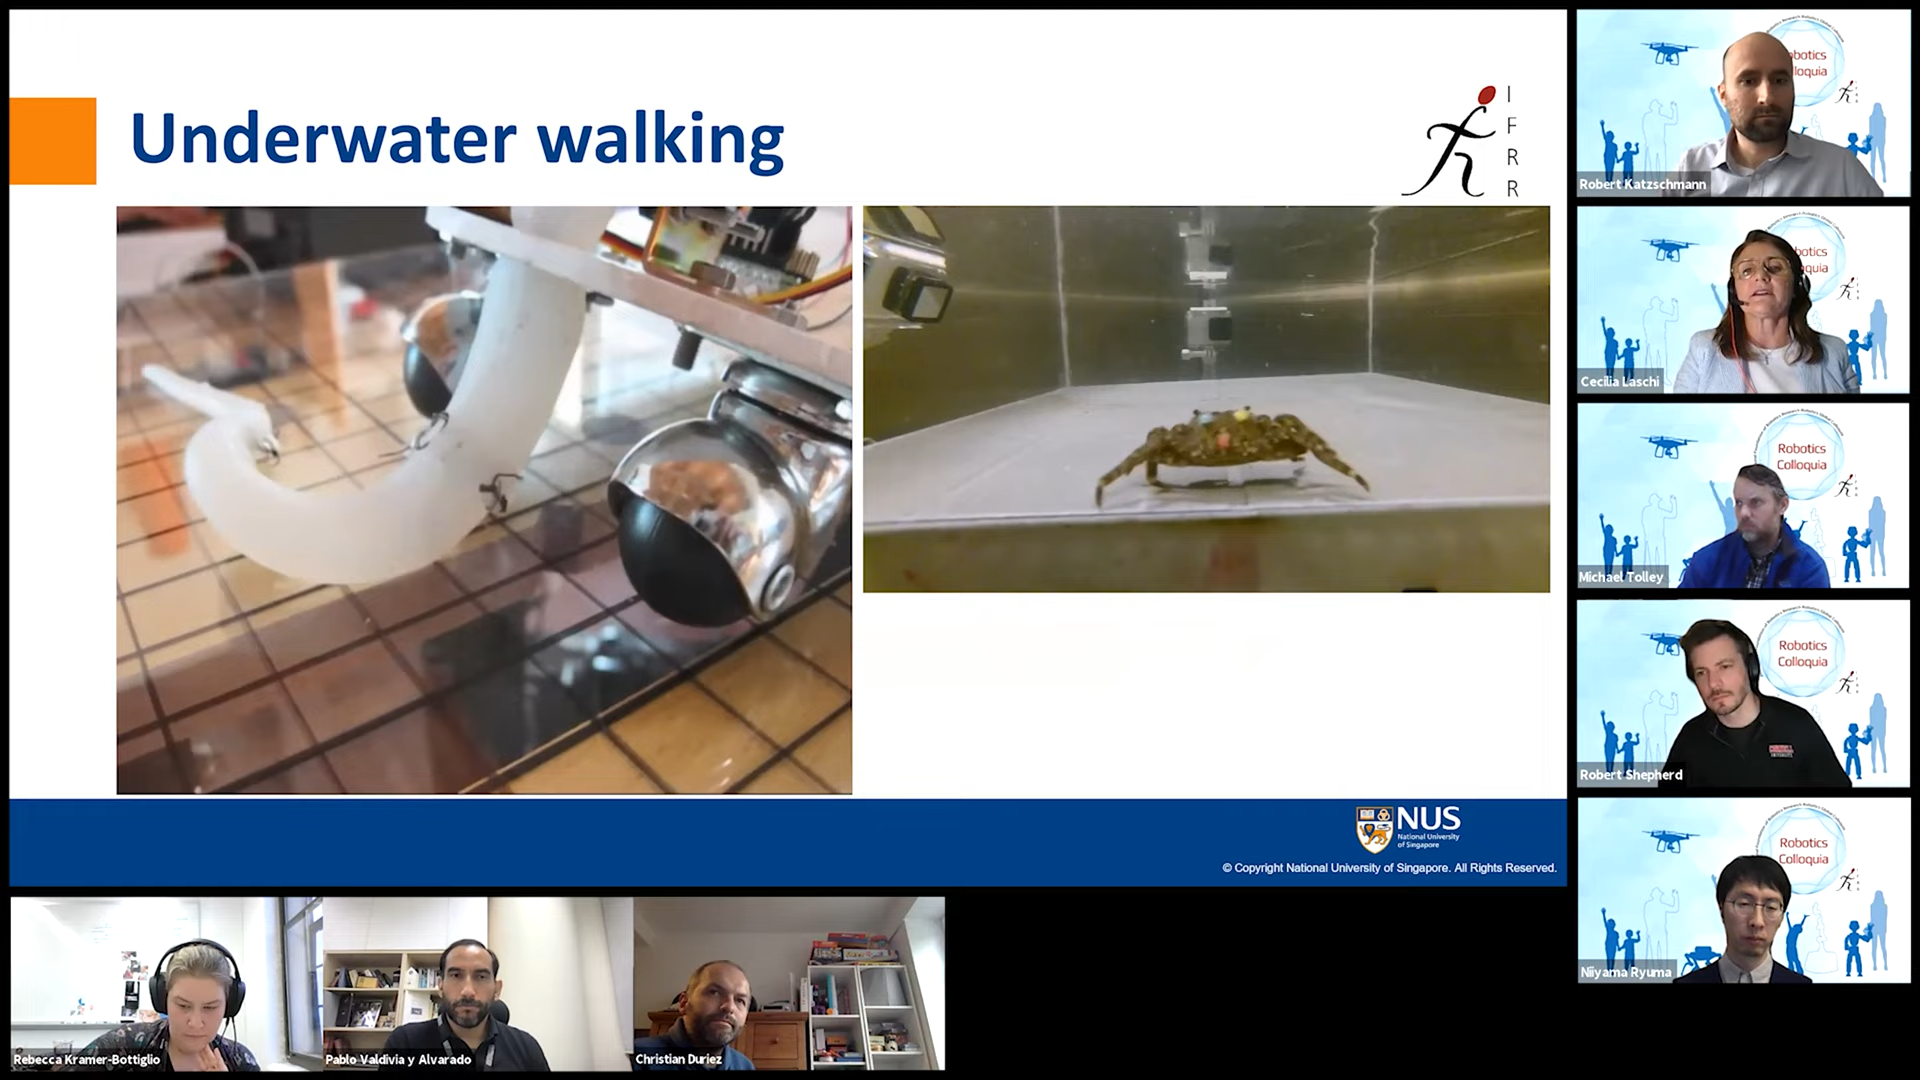 Underwater walking
I
F
R
R
NUS
National University
of Singapore
© Copyright National University of Singapore. All Rights Reserved.
Robotics
Colloquia
Robert Katzschmann
Cecilia Laschi
Robotics
Colloquia
Michael Tolley
Robotics
Colloquia
Robert Shepherd
Robotics
Colloquia
Niiyama Ryuma
Rebecca Kramer-Bottiglio
Pablo Valdivia y Alvarado
Christian Duriez